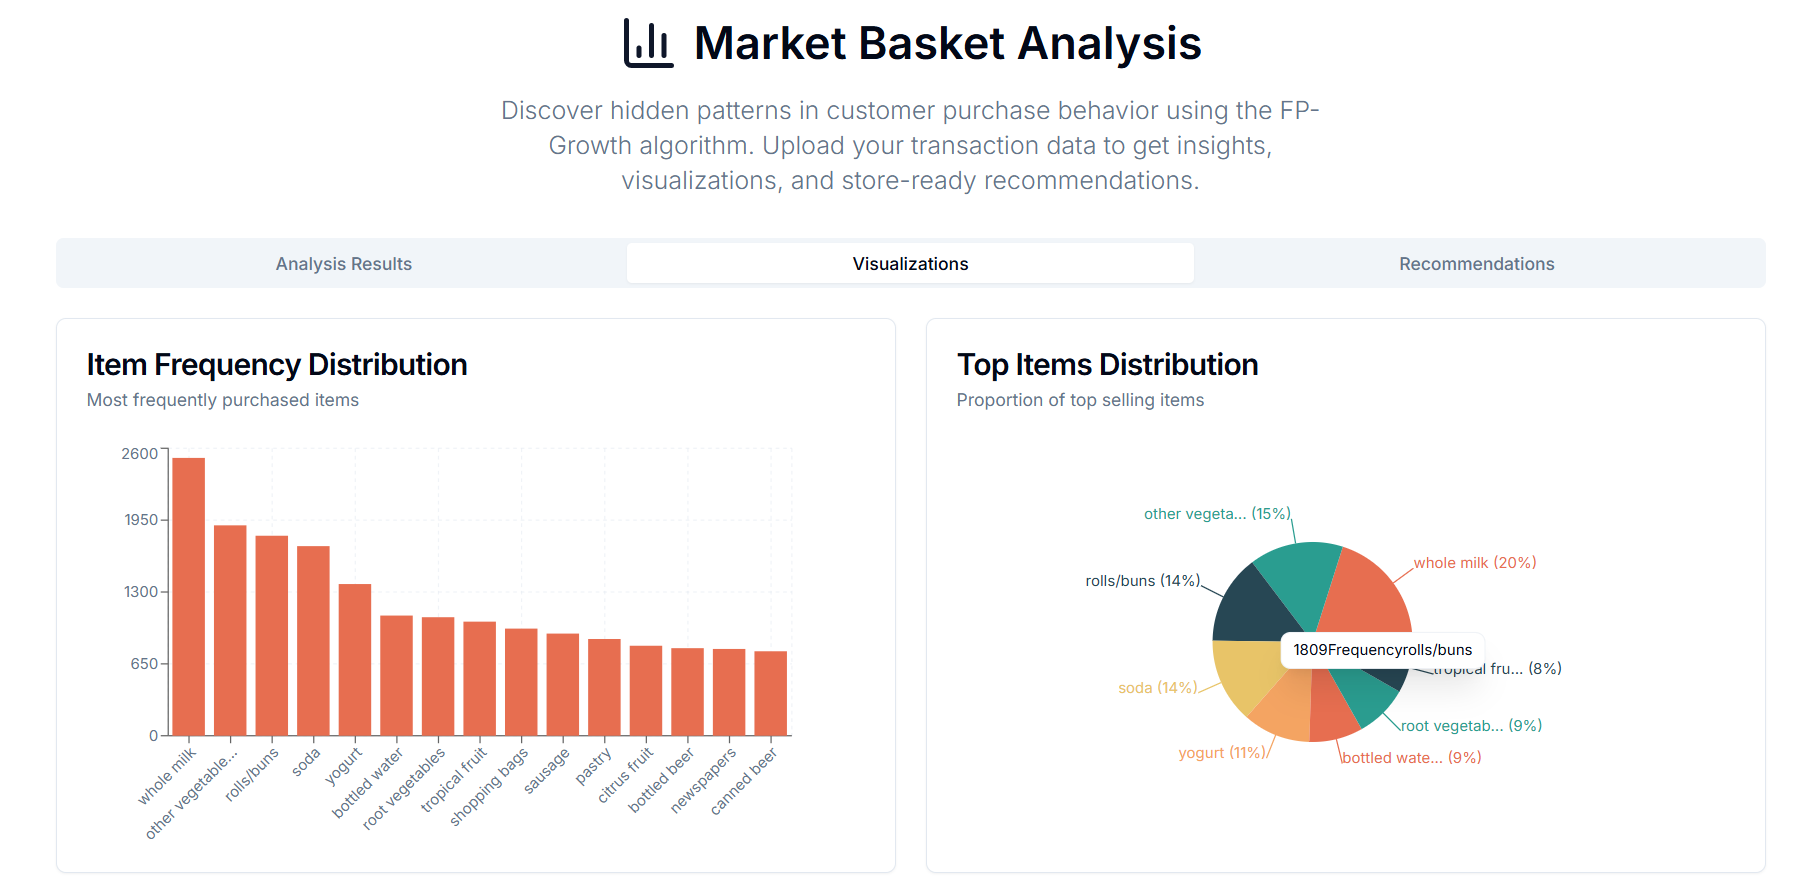 Market Basket Analysis
Discover hidden patterns in customer purchase behavior using the FP-
Growth algorithm. Upload your transaction data to get insights,
visualizations, and store-ready recommendations.
Analysis Results
Visualizations
Recommendations
Item Frequency Distribution
Most frequently purchased items
2600
1950
1300
650
0
whole milk
other vegetable...
rolls/buns
soda
yogurt
bottled water
root vegetables
tropical fruit
shopping bags
sausage
pastry
citrus fruit
bottled beer
newspapers
canned beer
Top Items Distribution
Proportion of top selling items
other vegeta... (15%)
whole milk (20%)
rolls/buns (14%)
1809Frequencyrolls/buns
tropical fru... (8%)
soda (14%)
root vegetab... (9%)
yogurt (11%)
bottled wate... (9%)